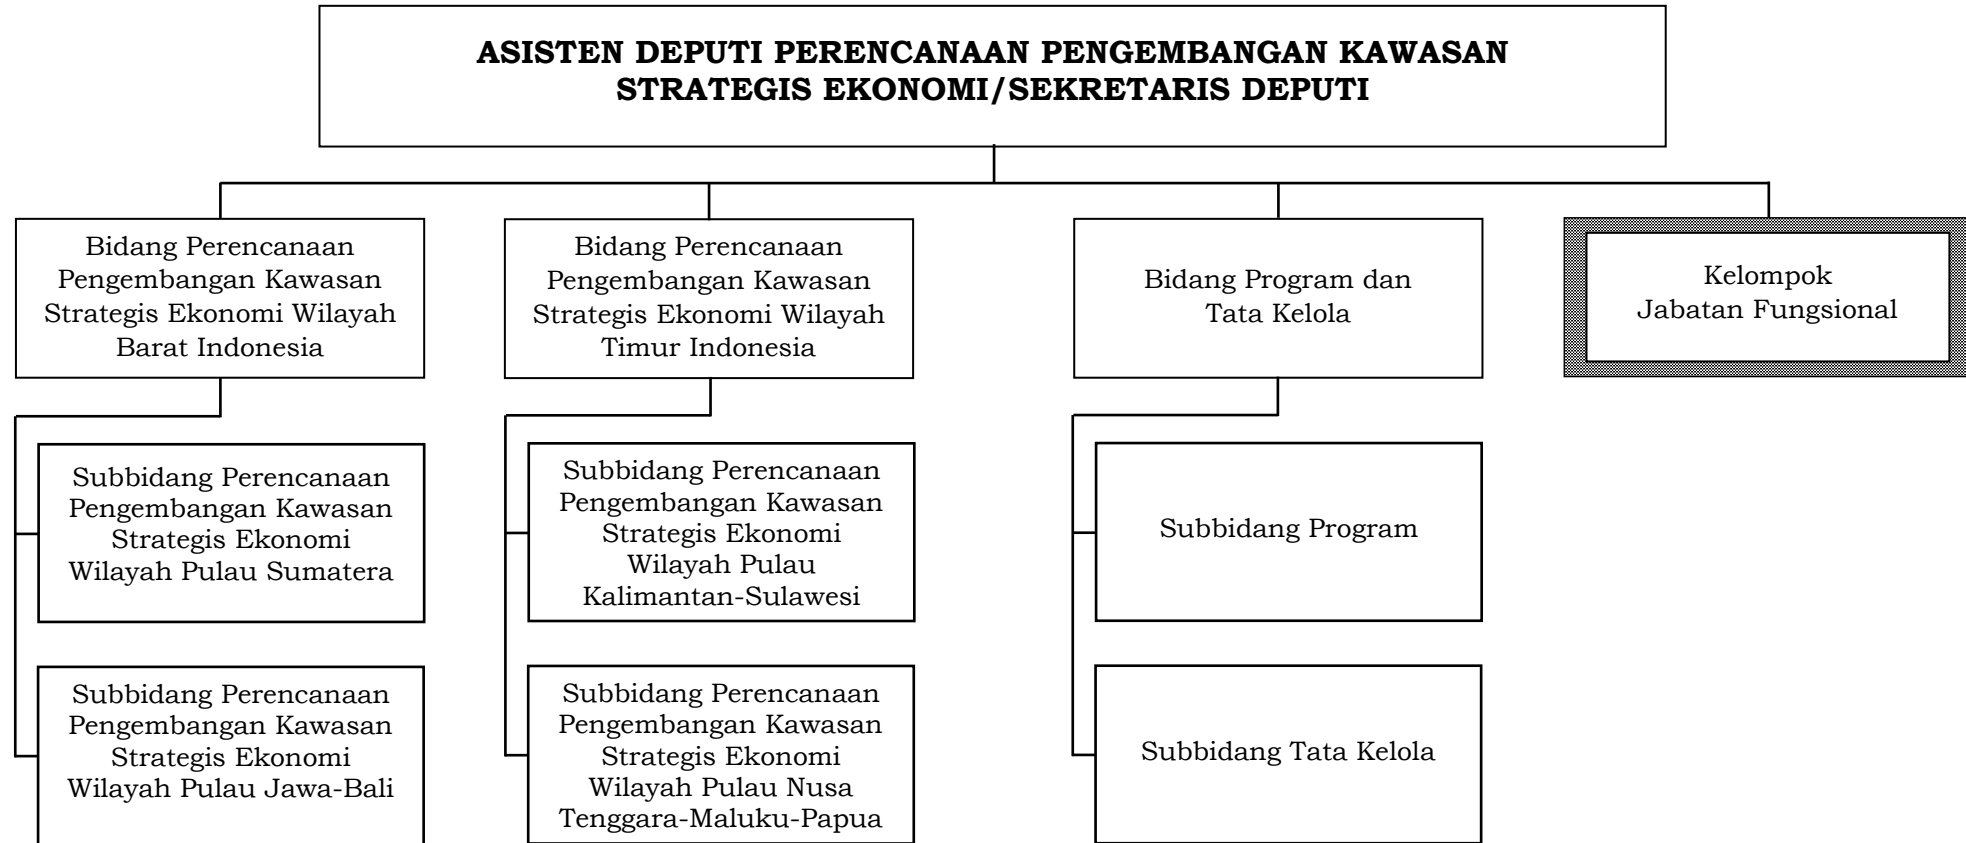 ASISTEN DEPUTI PERENCANAAN PENGEMBANGAN KAWASAN
STRATEGIS EKONOMI/SEKRETARIS DEPUTI
Bidang Perencanaan
Pengembangan Kawasan
Strategis Ekonomi Wilayah
Barat Indonesia
Bidang Perencanaan
Pengembangan Kawasan
Strategis Ekonomi Wilayah
Timur Indonesia
Bidang Program dan
Tata Kelola
Kelompok
Jabatan Fungsional
Subbidang Perencanaan
Pengembangan Kawasan
Strategis Ekonomi
Wilayah Pulau Sumatera
Subbidang Perencanaan
Pengembangan Kawasan
Strategis Ekonomi
Wilayah Pulau
Kalimantan-Sulawesi
Subbidang Program
Subbidang Perencanaan
Pengembangan Kawasan
Strategis Ekonomi
Wilayah Pulau Jawa-Bali
Subbidang Perencanaan
Pengembangan Kawasan
Strategis Ekonomi
Wilayah Pulau Nusa
Tenggara-Maluku-Papua
Subbidang Tata Kelola